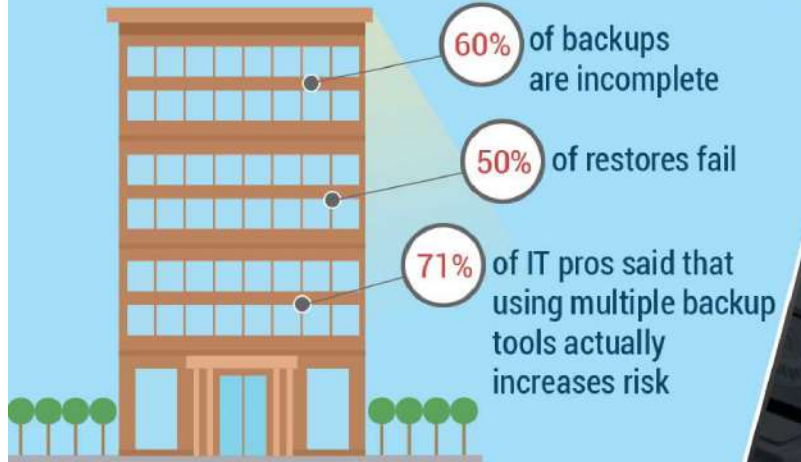 60% of backups
are incomplete
50% of restores fail
71% of IT pros said that
using multiple backup
tools actually
increases risk